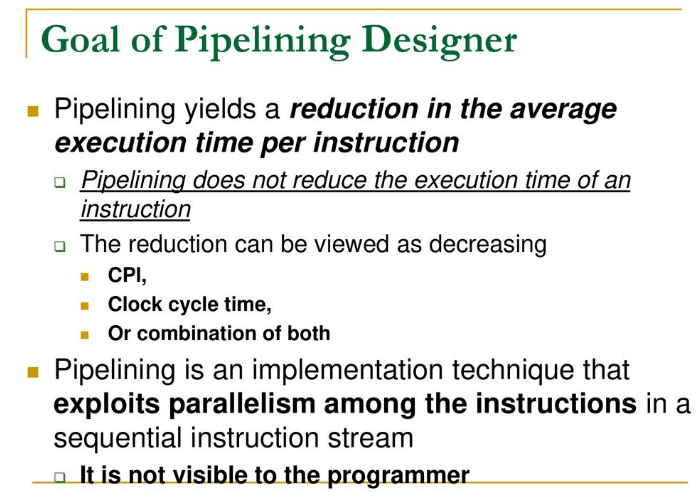 Goal of Pipelining Designer
Pipelining yields a reduction in the average
execution time per instruction
Pipelining does not reduce the execution time of an
instruction
The reduction can be viewed as decreasing
CPI,
Clock cycle time,
Or combination of both
Pipelining is an implementation technique that
exploits parallelism among the instructions in a
sequential instruction stream
It is not visible to the programmer